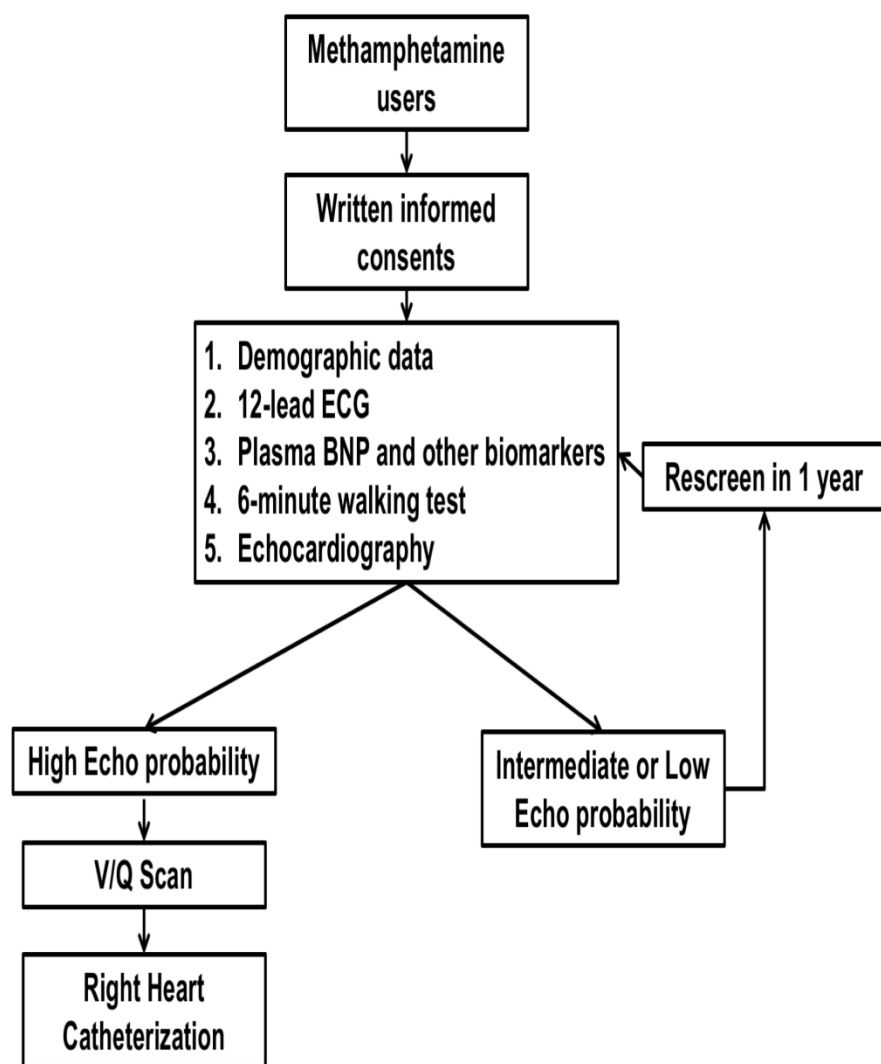 Methamphetamine
users
Written informed
consents
1. Demographic data
2. 12-lead ECG
3. Plasma BNP and other biomarkers
4. 6-minute walking test
5. Echocardiography
Rescreen in 1 year
High Echo probability
Intermediate or Low
Echo probability
V/Q Scan
Right Heart
Catheterization